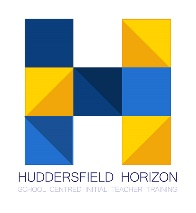 HUDDERSFIELD HORIZON
SCHOOL CENTRED INITIAL TEACHER TRAINING